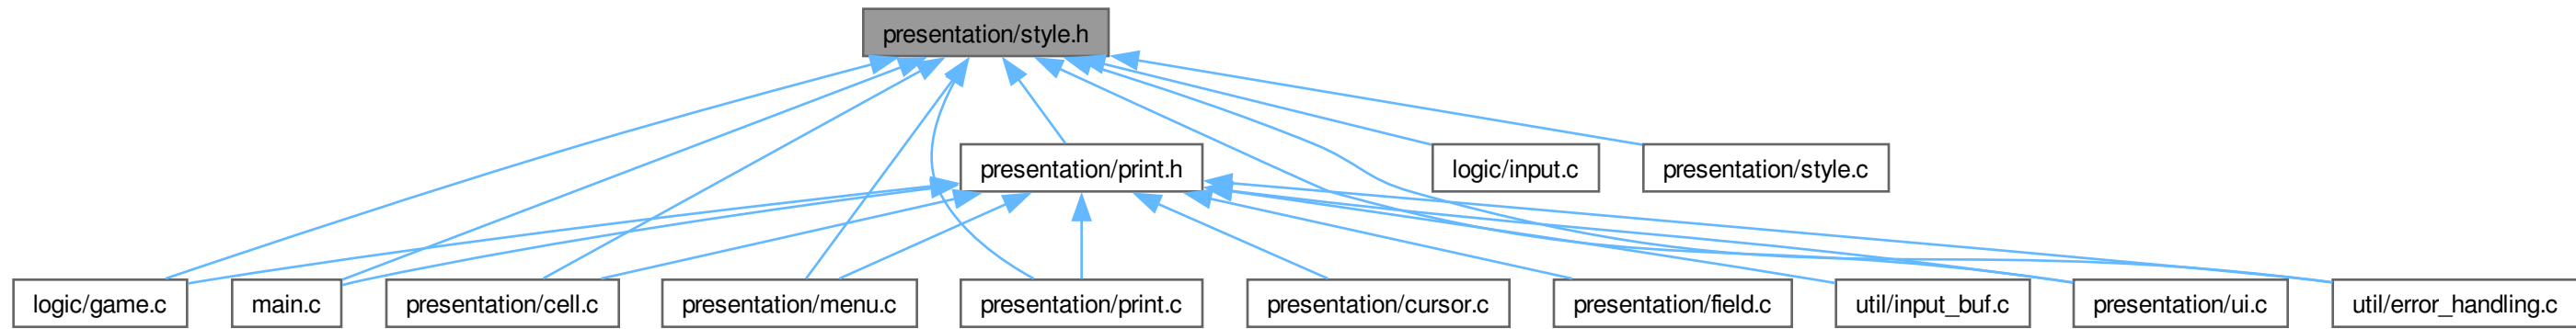 presentation/style.h
presentation/print.h
logic/input.c
presentation/style.c
logic/game.c
main.c
presentation/cell.c
presentation/menu.c
presentation/print.c
presentation/cursor.c
presentation/field.c
util/input_buf.c
presentation/ui.c
util/error_handling.c